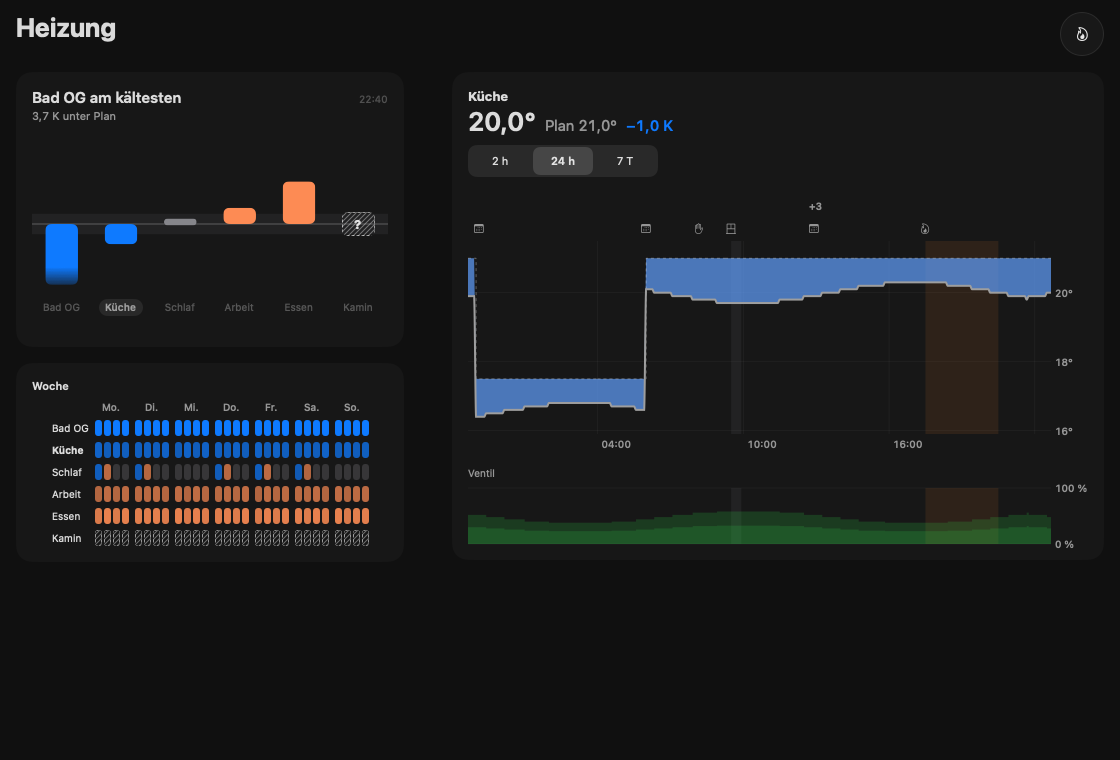 Heizung
Bad OG am kältesten
22:40
3,7 K unter Plan
?
Bad OG Küche Schlaf Arbeit Essen Kamin
Woche
Mo. Di. Mi. Do. Fr. Sa. So.
Bad OG
Küche
Schlaf
Arbeit
Essen
Kamin
Küche
20,0° Plan 21,0° −1,0 K
2 h 24 h 7 T
+3
20°
18°
16°
04:00 10:00 16:00
Ventil
100 %
0 %